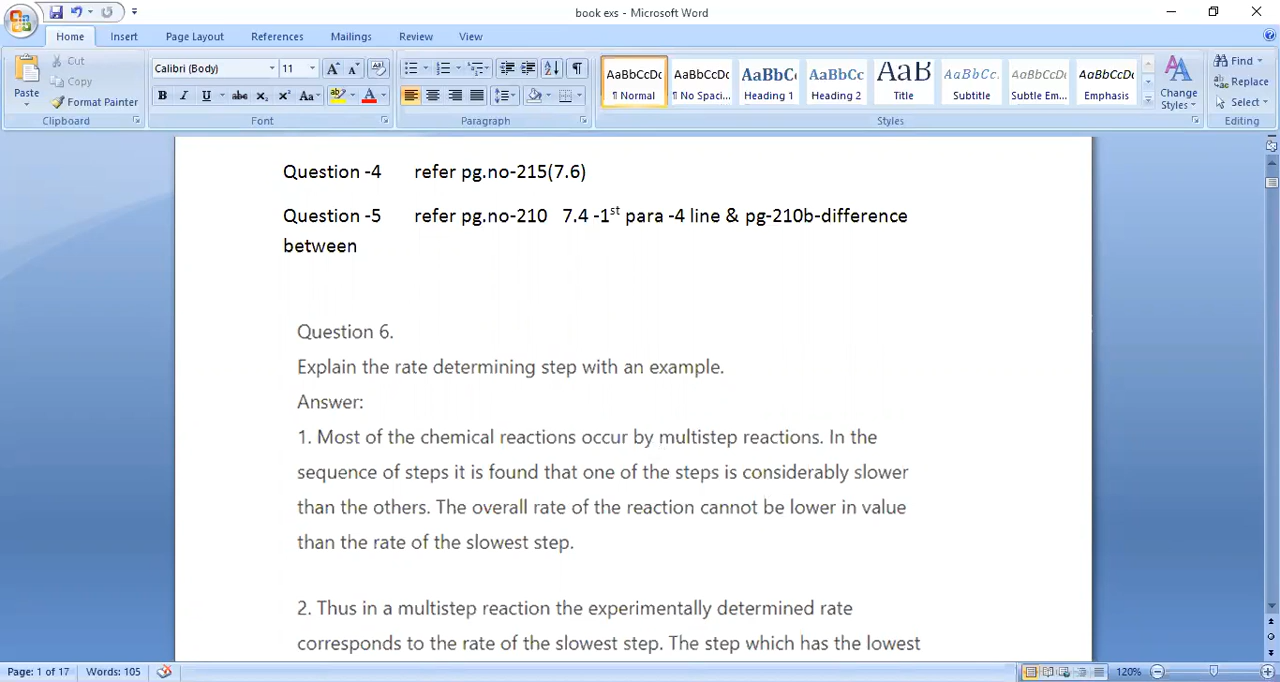 book exs - Microsoft Word
Home Insert Page Layout References Mailings Review View
Paste
Cut
Copy
Format Painter
Clipboard
Calibri (Body) 11
Font
Paragraph
AaBbCcDc AaBbCcDc AaBbC AaBbCc AaB AaBbCc. AaBbCcDc AaBbCcDc
¶ Normal ¶ No Spaci... Heading 1 Heading 2 Title Subtitle Subtle Em... Emphasis
Change Styles
Styles
Find
Replace
Select
Editing
Question -4 refer pg.no-215(7.6)
Question -5 refer pg.no-210 7.4 -1st para -4 line & pg-210b-difference
between
Question 6.
Explain the rate determining step with an example.
Answer:
1. Most of the chemical reactions occur by multistep reactions. In the
sequence of steps it is found that one of the steps is considerably slower
than the others. The overall rate of the reaction cannot be lower in value
than the rate of the slowest step.
2. Thus in a multistep reaction the experimentally determined rate
corresponds to the rate of the slowest step. The step which has the lowest
Page: 1 of 17 Words: 105 120%